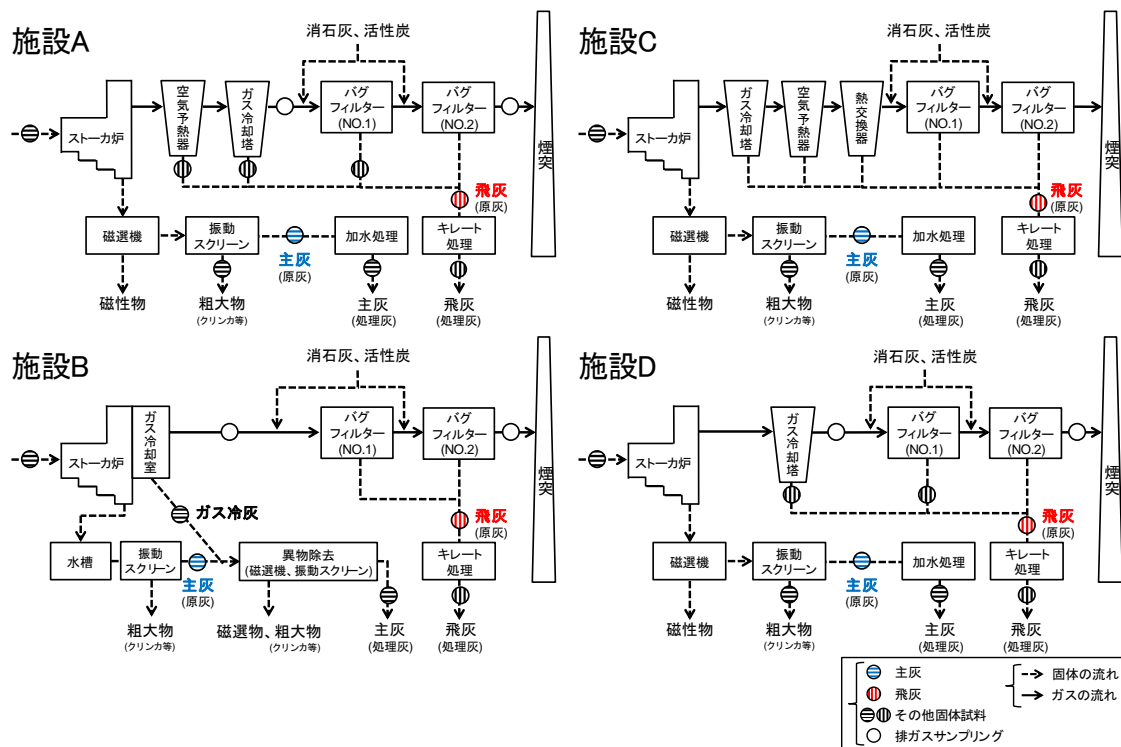 施設A
消石灰、活性炭
ストーカ炉
空気予熱器
ガス冷却塔
バグ
フィルター
(NO.1)
バグ
フィルター
(NO.2)
煙突
飛灰
(原灰)
磁選機
振動
スクリーン
主灰
(原灰)
加水処理
キレート
処理
磁性物
粗大物
(クリンカ等)
主灰
(処理灰)
飛灰
(処理灰)
施設C
消石灰、活性炭
ストーカ炉
ガス冷却塔
空気予熱器
熱交換器
バグ
フィルター
(NO.1)
バグ
フィルター
(NO.2)
煙突
飛灰
(原灰)
磁選機
振動
スクリーン
主灰
(原灰)
加水処理
キレート
処理
磁性物
粗大物
(クリンカ等)
主灰
(処理灰)
飛灰
(処理灰)
施設B
消石灰、活性炭
ストーカ炉
ガス冷却室
バグ
フィルター
(NO.1)
バグ
フィルター
(NO.2)
煙突
ガス冷灰
飛灰
(原灰)
水槽
振動
スクリーン
主灰
(原灰)
異物除去
(磁選機、振動スクリーン)
キレート
処理
粗大物
(クリンカ等)
磁選物、粗大物
(クリンカ等)
主灰
(処理灰)
飛灰
(処理灰)
施設D
消石灰、活性炭
ストーカ炉
ガス冷却塔
バグ
フィルター
(NO.1)
バグ
フィルター
(NO.2)
煙突
飛灰
(原灰)
磁選機
振動
スクリーン
主灰
(原灰)
加水処理
キレート
処理
磁性物
粗大物
(クリンカ等)
主灰
(処理灰)
飛灰
(処理灰)
主灰
飛灰
その他固体試料
排ガスサンプリング
固体の流れ
ガスの流れ